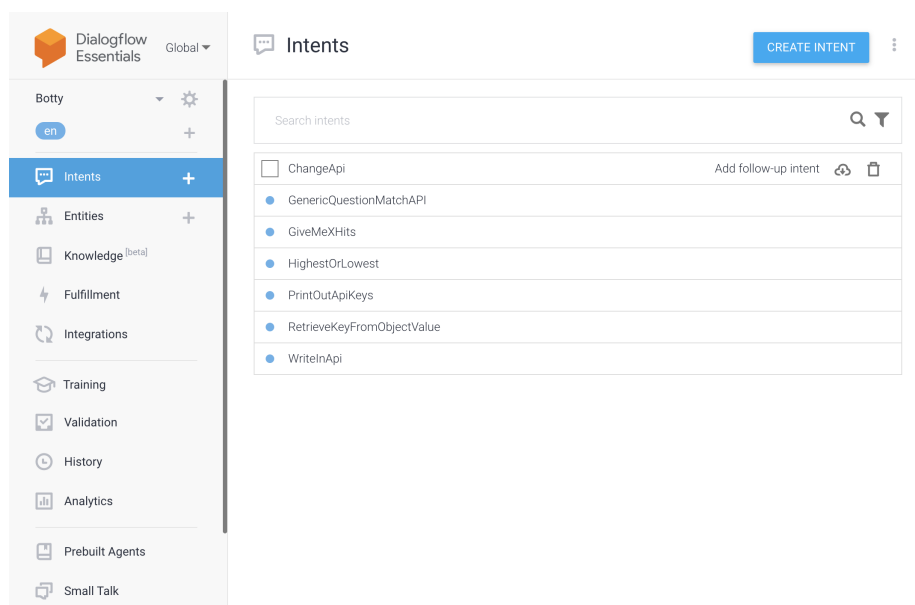 Dialogflow
Essentials
Global
Intents
CREATE INTENT
Botty
en
Intents
Entities
Knowledge [beta]
Fulfillment
Integrations
Training
Validation
History
Analytics
Prebuilt Agents
Small Talk
Search intents
ChangeApi Add follow-up intent
GenericQuestionMatchAPI
GiveMeXHits
HighestOrLowest
PrintOutApiKeys
RetrieveKeyFromObjectValue
WriteInApi